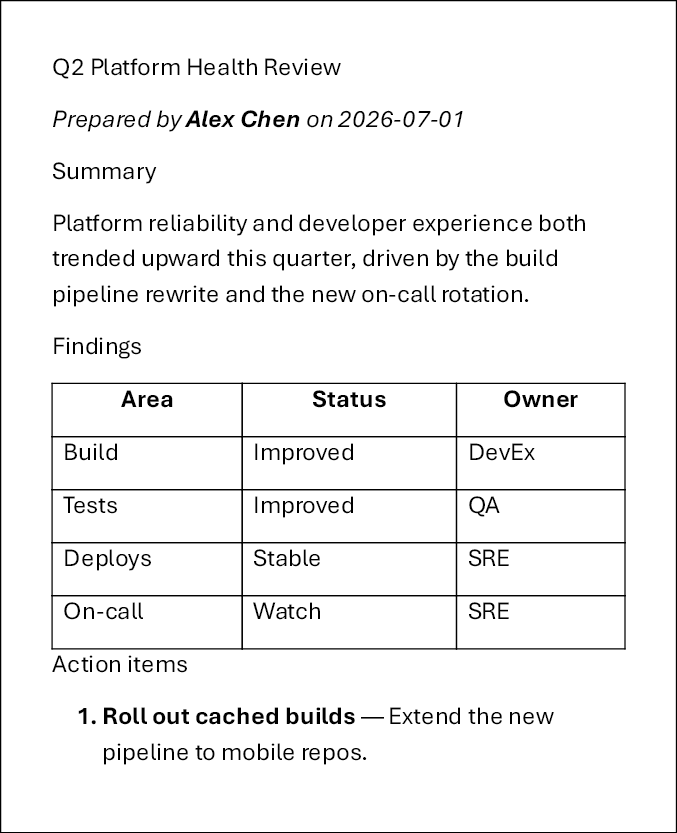 Q2 Platform Health Review
Prepared by Alex Chen on 2026-07-01
Summary
Platform reliability and developer experience both
trended upward this quarter, driven by the build
pipeline rewrite and the new on-call rotation.
Findings
Area Status Owner
Build Improved DevEx
Tests Improved QA
Deploys Stable SRE
On-call Watch SRE
Action items
1. Roll out cached builds — Extend the new
pipeline to mobile repos.